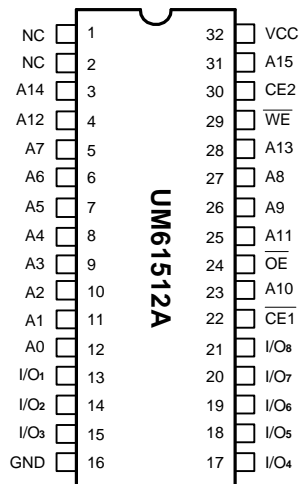 NC 1 32 VCC
NC 2 31 A15
A14 3 30 CE2
A12 4 29 W̅E̅
A7 5 28 A13
A6 6 27 A8
A5 7 26 A9
A4 8 25 A11
A3 9 24 O̅E̅
A2 10 23 A10
A1 11 22 C̅E̅1̅
A0 12 21 I/O₈
I/O₁ 13 20 I/O₇
I/O₂ 14 19 I/O₆
I/O₃ 15 18 I/O₅
GND 16 17 I/O₄
UM61512A